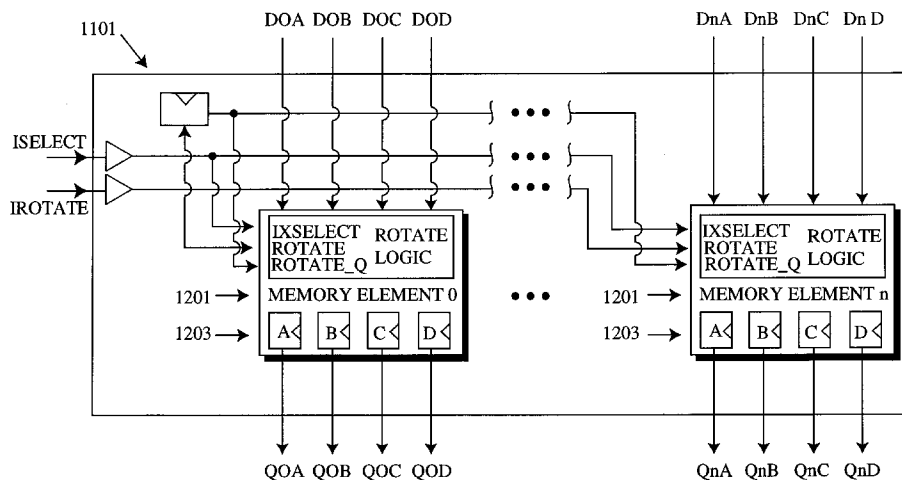 DOA DOB DOC DOD DnA DnB DnC DnD
1101
ISELECT
IROTATE
IXSELECT
ROTATE
ROTATE_Q
ROTATE
LOGIC
IXSELECT
ROTATE
ROTATE_Q
ROTATE
LOGIC
1201
MEMORY ELEMENT 0
1201
MEMORY ELEMENT n
1203
A B C D
1203
A B C D
QOA QOB QOC QOD QnA QnB QnC QnD